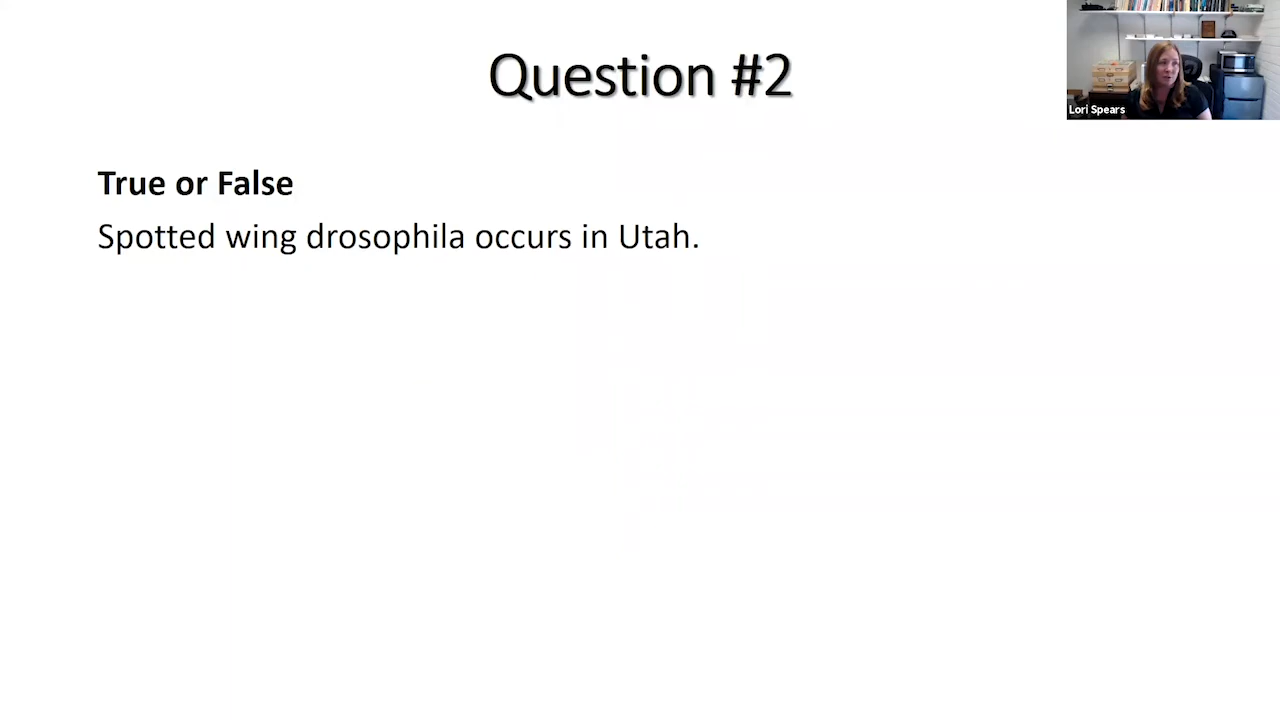 Question #2
Lori Spears
True or False
Spotted wing drosophila occurs in Utah.